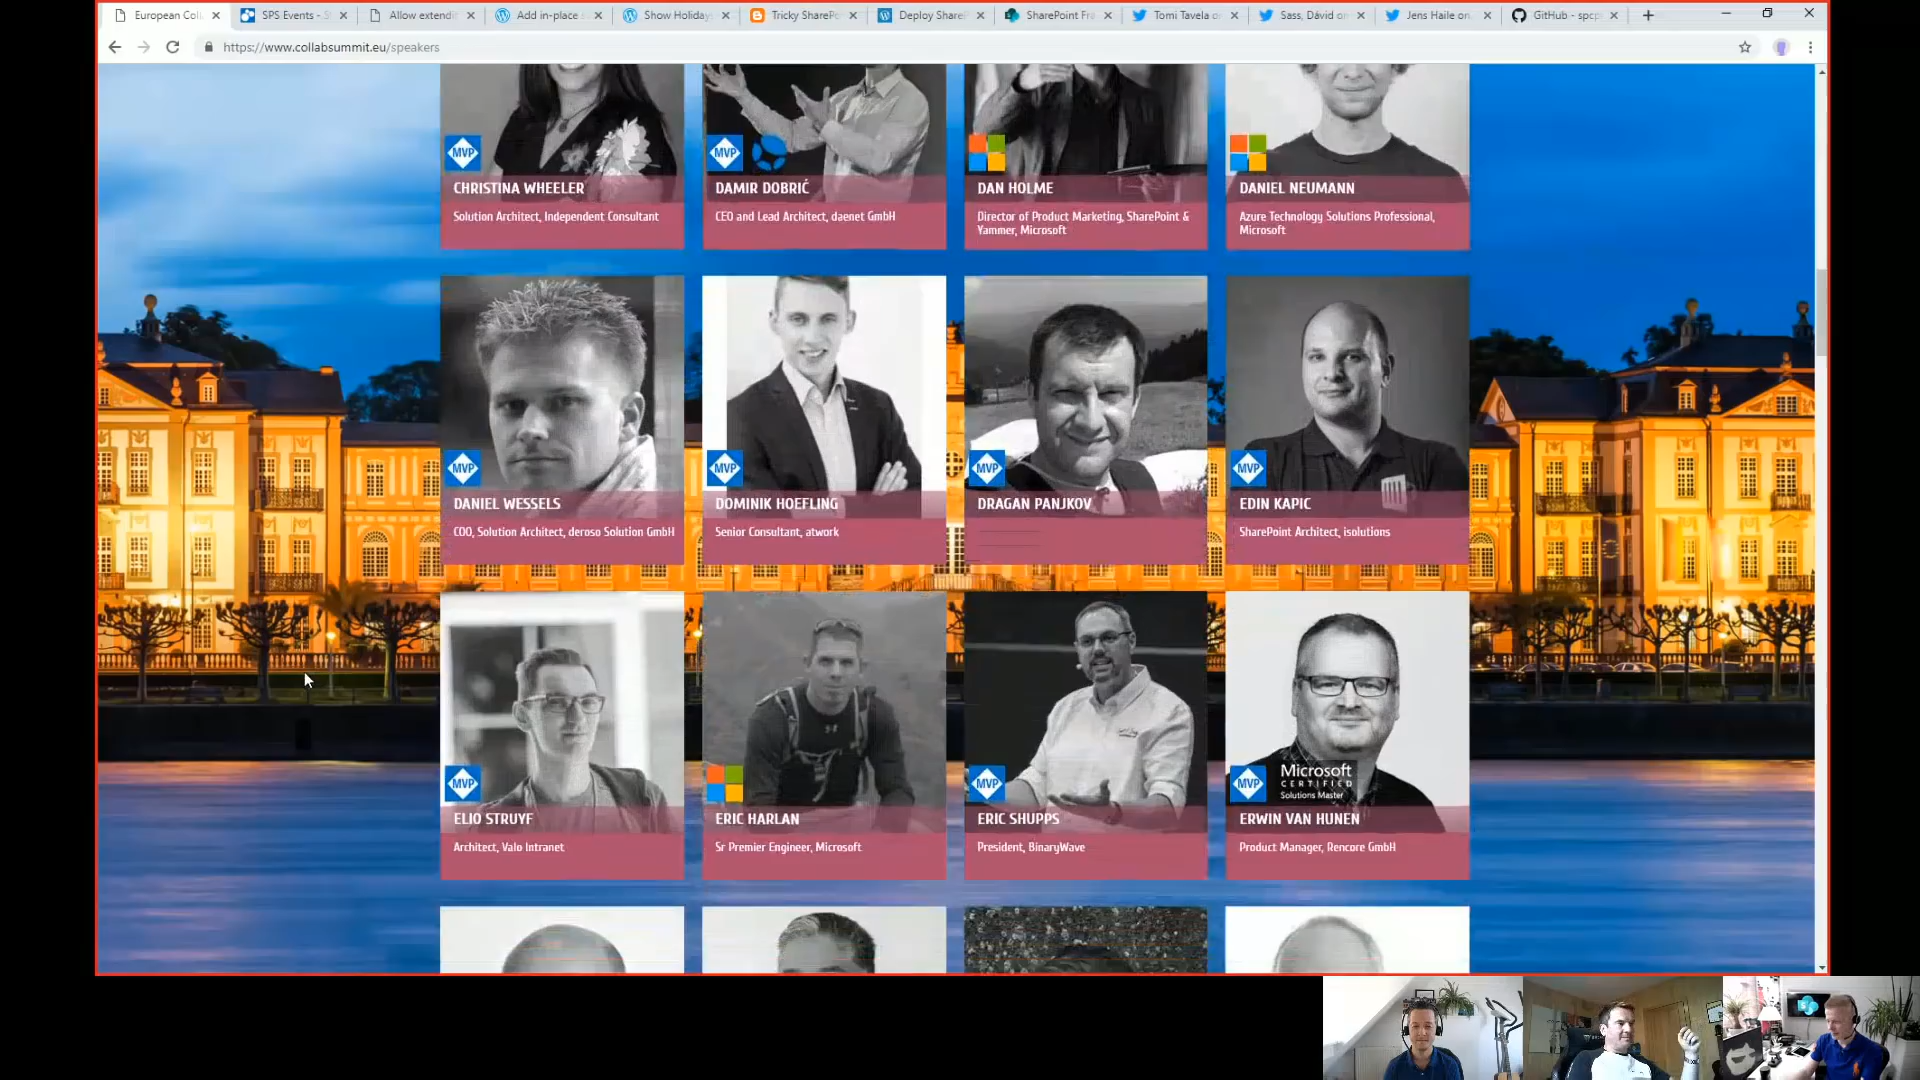 European Coll
SPS Events - S
Allow extendin
Add in-place s
Show Holiday
Tricky SharePo
Deploy ShareP
SharePoint Fra
Tomi Tavela o
Sass, Dávid on
Jens Haile on
GitHub - spcp
https://www.collabsummit.eu/speakers
MVP
MVP
CHRISTINA WHEELER
DAMIR DOBRIĆ
DAN HOLME
DANIEL NEUMANN
Solution Architect, Independent Consultant
CEO and Lead Architect, daenet GmbH
Director of Product Marketing, SharePoint &
Yammer, Microsoft
Azure Technology Solutions Professional,
Microsoft
MVP
MVP
MVP
MVP
DANIEL WESSELS
DOMINIK HOEFLING
DRAGAN PANJKOV
EDIN KAPIC
COO, Solution Architect, deroso Solution GmbH
Senior Consultant, atwork
SharePoint Architect, isolutions
MVP
MVP
MVP
Microsoft
CERTIFIED
Solutions Master
ELIO STRUYF
ERIC HARLAN
ERIC SHUPPS
ERWIN VAN HUNEN
Architect, Valo Intranet
Sr Premier Engineer, Microsoft
President, BinaryWave
Product Manager, Rencore GmbH